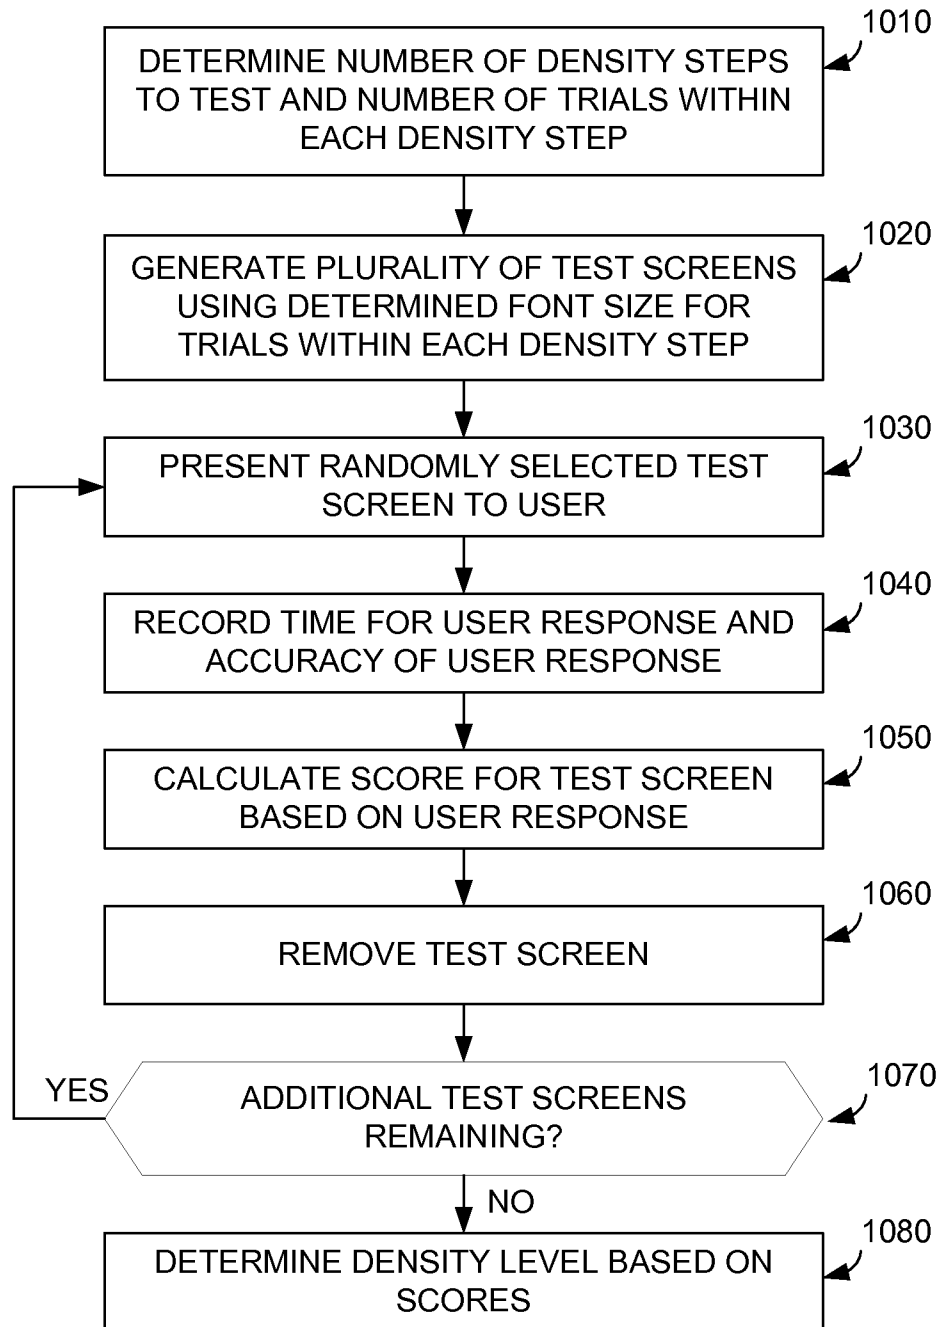 1010
DETERMINE NUMBER OF DENSITY STEPS
TO TEST AND NUMBER OF TRIALS WITHIN
EACH DENSITY STEP
1020
GENERATE PLURALITY OF TEST SCREENS
USING DETERMINED FONT SIZE FOR
TRIALS WITHIN EACH DENSITY STEP
1030
PRESENT RANDOMLY SELECTED TEST
SCREEN TO USER
1040
RECORD TIME FOR USER RESPONSE AND
ACCURACY OF USER RESPONSE
1050
CALCULATE SCORE FOR TEST SCREEN
BASED ON USER RESPONSE
1060
REMOVE TEST SCREEN
1070
YES
ADDITIONAL TEST SCREENS
REMAINING?
NO
1080
DETERMINE DENSITY LEVEL BASED ON
SCORES